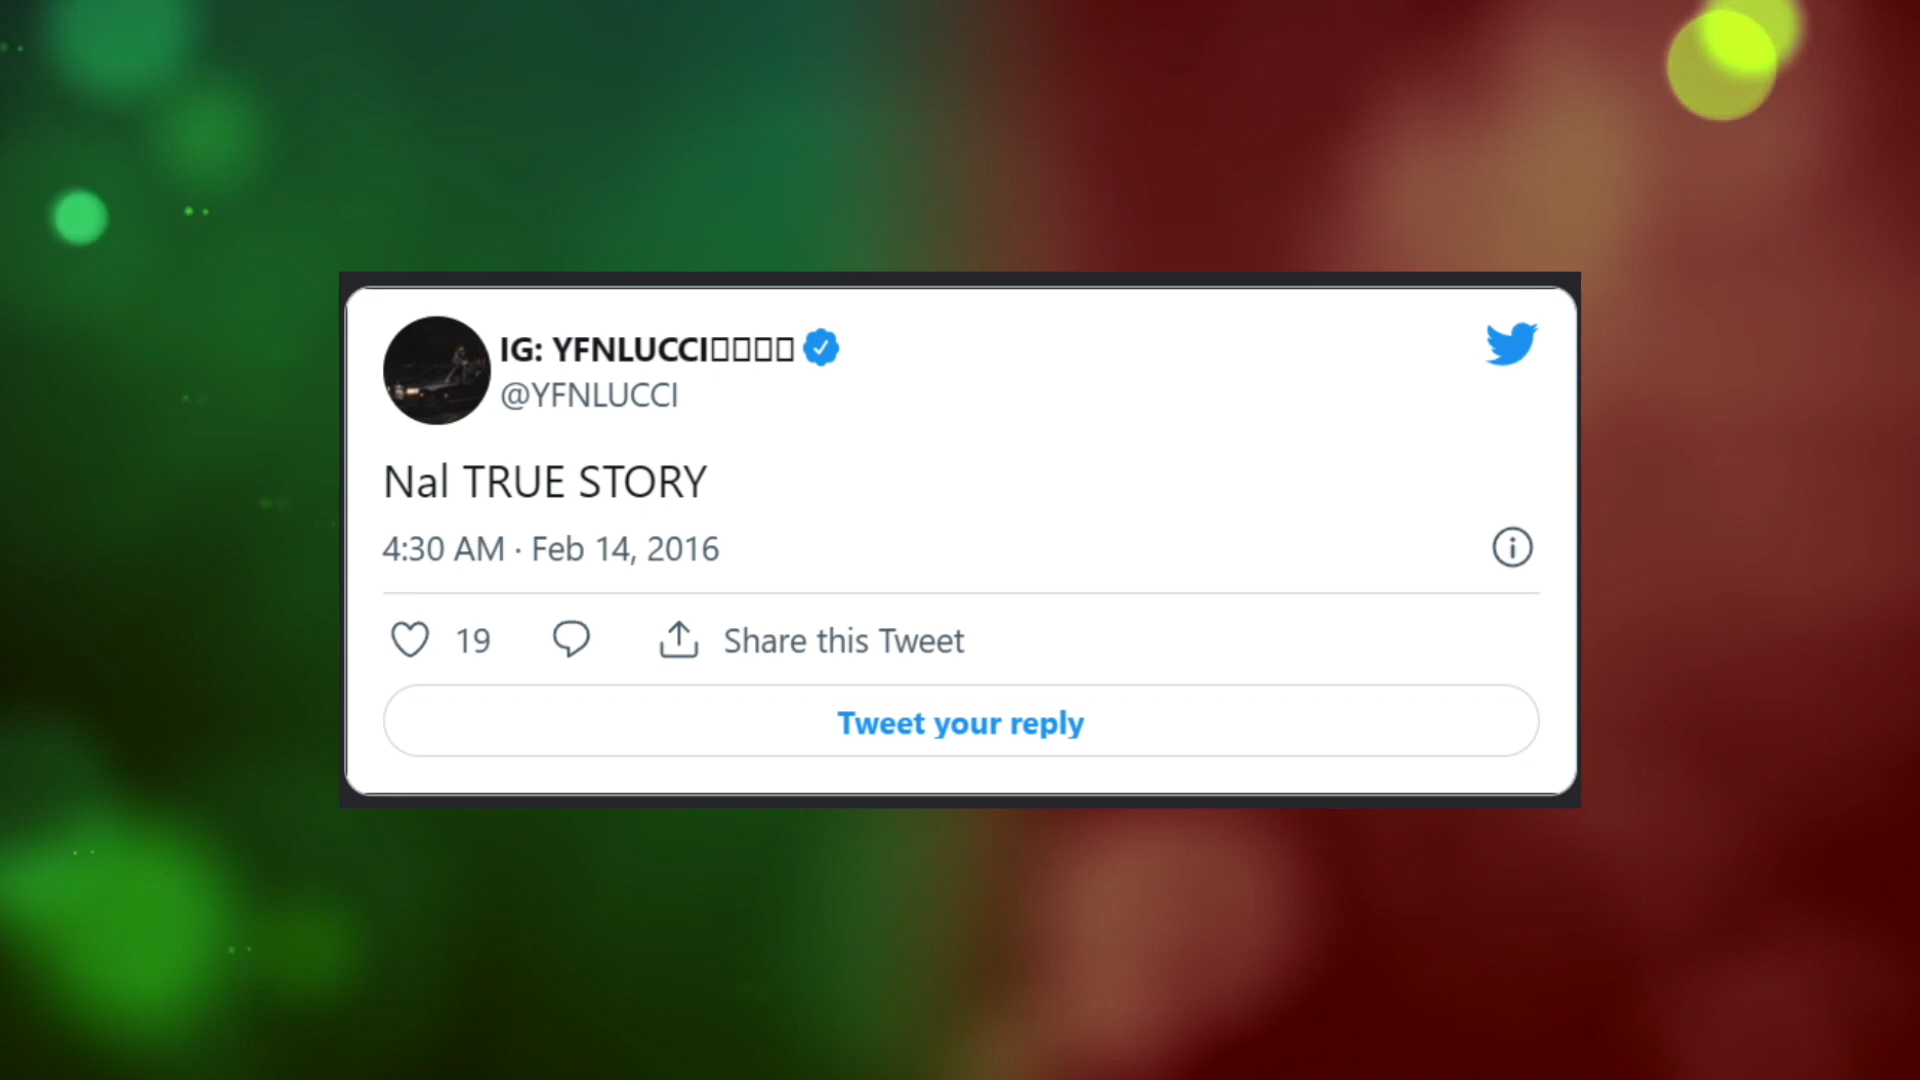 IG: YFNLUCCI▯▯▯▯
@YFNLUCCI
Nal TRUE STORY
4:30 AM · Feb 14, 2016
19
Share this Tweet
Tweet your reply